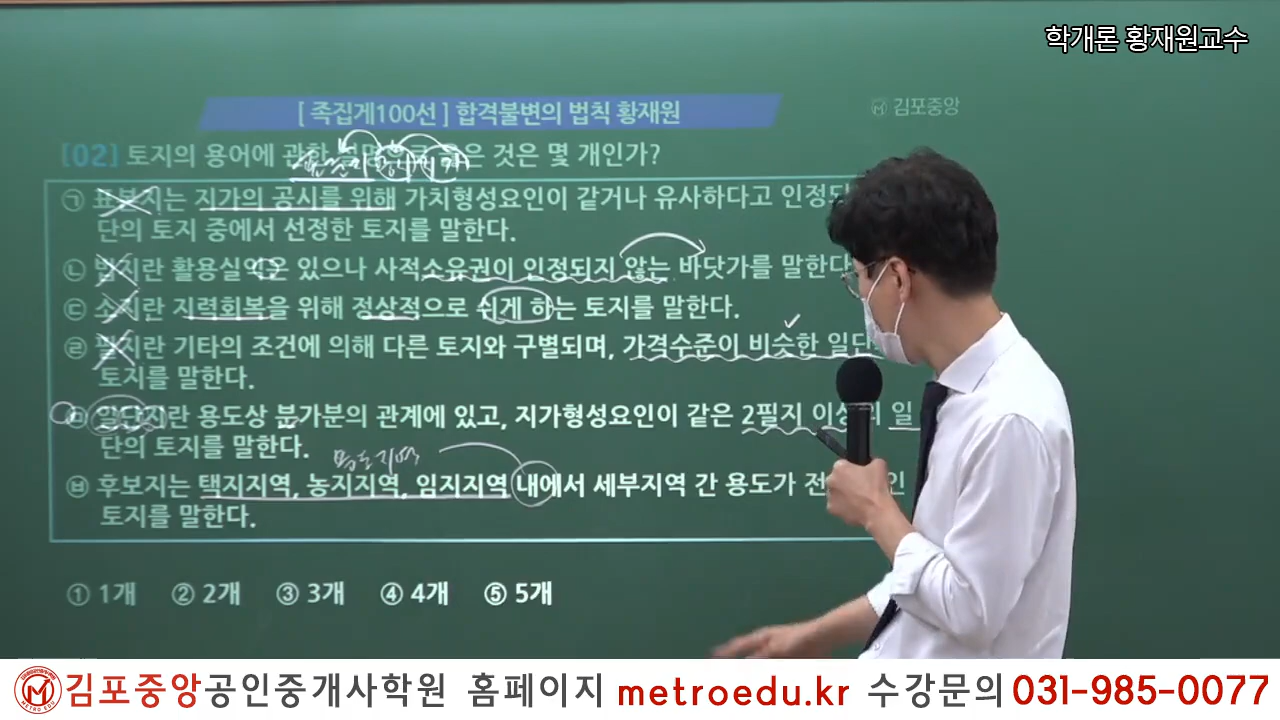 학개론 황재원교수
[ 족집게100선 ] 합격불변의 법칙 황재원
김포중앙
[02] 토지의 용어에 관한 은 것은 몇 개인가?
㉠ 표본지는 지가의 공시를 위해 가치형성요인이 같거나 유사하다고 인정되
단의 토지 중에서 선정한 토지를 말한다.
㉡ 법지란 활용실익은 있으나 사적소유권이 인정되지 않는 바닷가를 말한다
㉢ 소지란 지력회복을 위해 정상적으로 쉬게 하는 토지를 말한다.
㉣ 필지란 기타의 조건에 의해 다른 토지와 구별되며, 가격수준이 비슷한 일단
토지를 말한다.
㉤ 일단지란 용도상 불가분의 관계에 있고, 지가형성요인이 같은 2필지 이상의 일
단의 토지를 말한다.
용도지역
㉥ 후보지는 택지지역, 농지지역, 임지지역 내에서 세부지역 간 용도가 전 인
토지를 말한다.
① 1개 ② 2개 ③ 3개 ④ 4개 ⑤ 5개
METRO EDU 김포중앙공인중개사학원 홈페이지 metroedu.kr 수강문의 031-985-0077